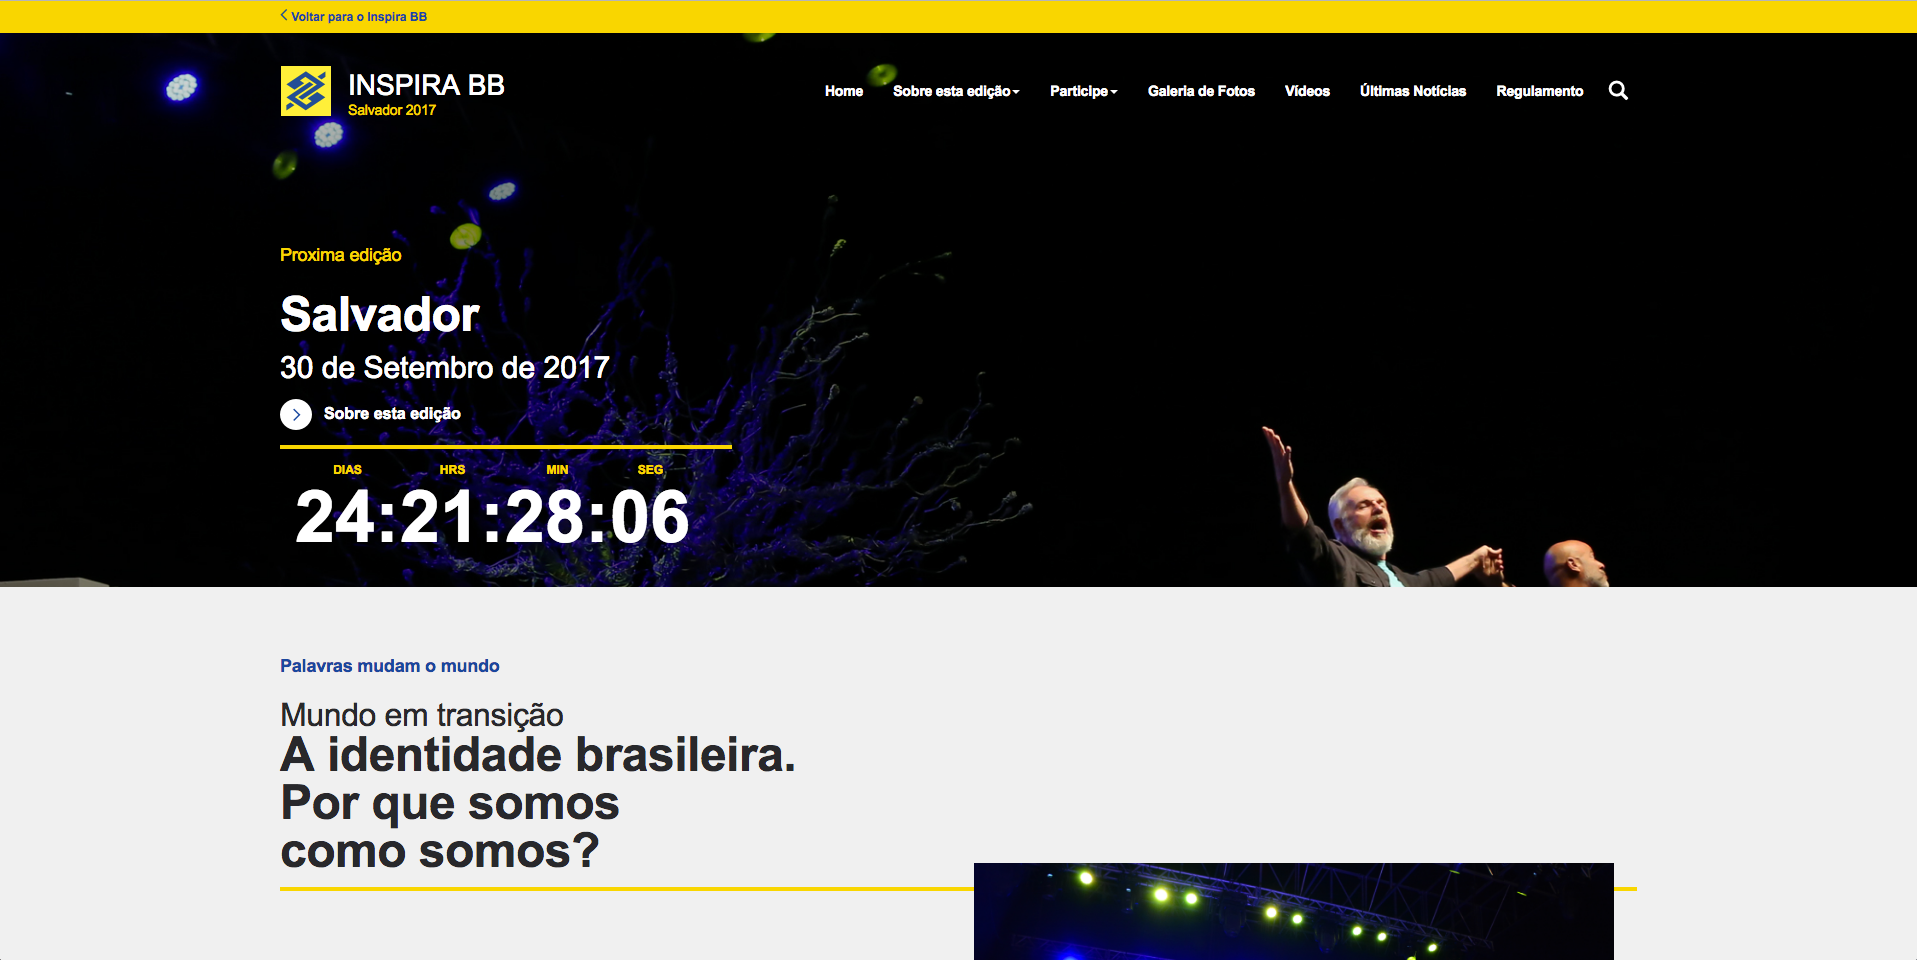 Voltar para o Inspira BB
INSPIRA BB
Salvador 2017
Home Sobre esta edição Participe Galeria de Fotos Vídeos Últimas Notícias Regulamento
Proxima edição
Salvador
30 de Setembro de 2017
Sobre esta edição
DIAS HRS MIN SEG
24:21:28:06
Palavras mudam o mundo
Mundo em transição
A identidade brasileira.
Por que somos
como somos?